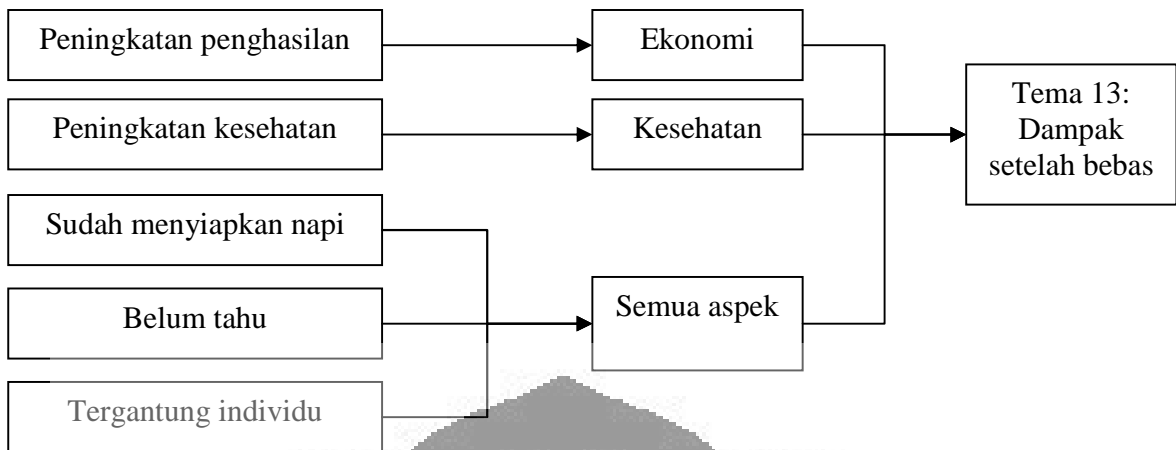 Peningkatan penghasilan
Ekonomi
Peningkatan kesehatan
Kesehatan
Tema 13:
Dampak
setelah bebas
Sudah menyiapkan napi
Belum tahu
Semua aspek
Tergantung individu